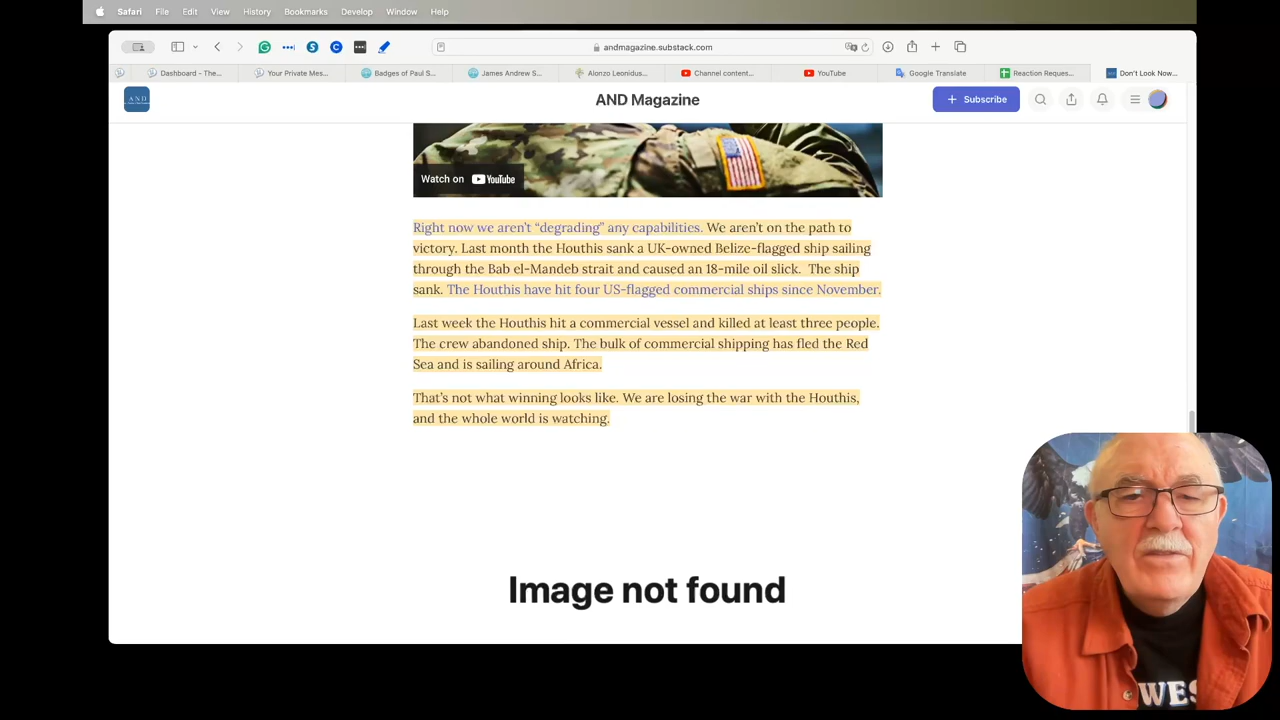 Safari File Edit View History Bookmarks Develop Window Help
andmagazine.substack.com
Dashboard - The...
Your Private Mes...
Badges of Paul S...
James Andrew S...
Alonzo Leonidus...
Channel content...
YouTube
Google Translate
Reaction Reques...
Don't Look Now...
AND
AND Magazine
+ Subscribe
Watch on YouTube
Right now we aren't “degrading” any capabilities. We aren't on the path to
victory. Last month the Houthis sank a UK-owned Belize-flagged ship sailing
through the Bab el-Mandeb strait and caused an 18-mile oil slick. The ship
sank. The Houthis have hit four US-flagged commercial ships since November.
Last week the Houthis hit a commercial vessel and killed at least three people.
The crew abandoned ship. The bulk of commercial shipping has fled the Red
Sea and is sailing around Africa.
That's not what winning looks like. We are losing the war with the Houthis,
and the whole world is watching.
Image not found